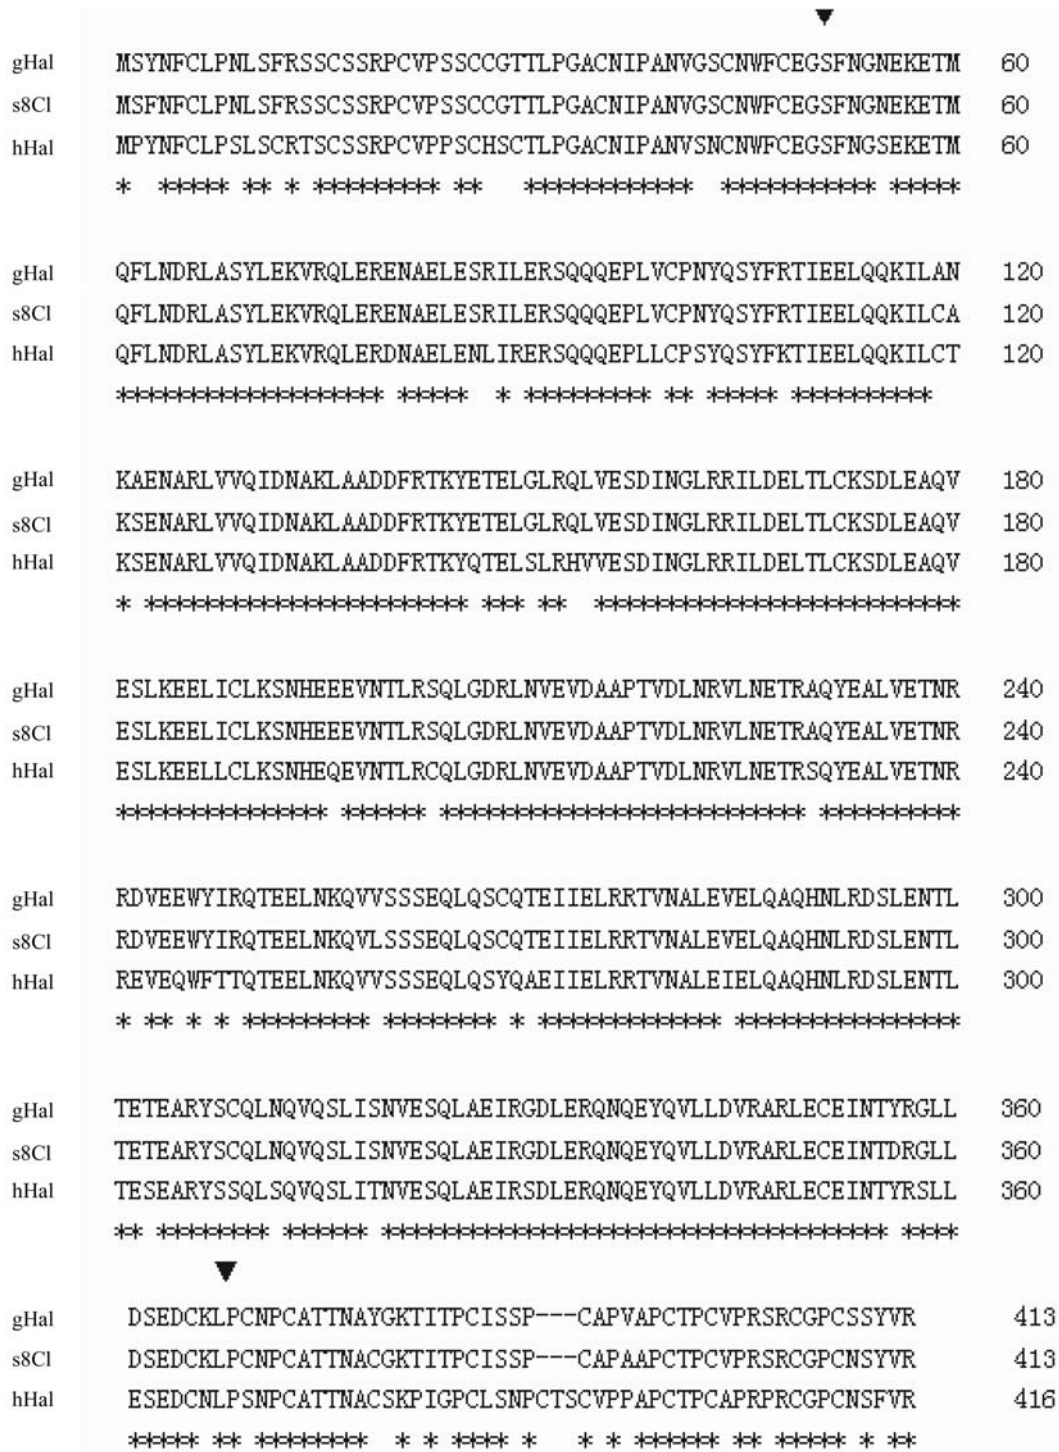 ▼
gHal MSYNFCLPNLSFRSSCSSRPCVPSSCCGTTLPGACNIPANVGSCNWFCEGSFNGNEKETM 60
s8Cl MSFNFCLPNLSFRSSCSSRPCVPSSCCGTTLPGACNIPANVGSCNWFCEGSFNGNEKETM 60
hHal MPYNFCLPSLSCRTSCSSRPCVPPSCHSCTLPGACNIPANVSNCNWFCEGSFNGSEKETM 60
* ***** ** * ********* ** ************ *********** *****
gHal QFLNDRLASYLEKVRQLERENAELESRILERSQQQEPLVCPNYQSYFRTIEELQQKILAN 120
s8Cl QFLNDRLASYLEKVRQLERENAELESRILERSQQQEPLVCPNYQSYFRTIEELQQKILCA 120
hHal QFLNDRLASYLEKVRQLERDNAELENLIRERSQQQEPLLCPSYQSYFKTIEELQQKILCT 120
******************* ***** * ********* ** ***** **********
gHal KAENARLVVQIDNAKLAADDFRTKYETELGLRQLVESDINGLRRILDELTLCKSDLEAQV 180
s8Cl KSENARLVVQIDNAKLAADDFRTKYETELGLRQLVESDINGLRRILDELTLCKSDLEAQV 180
hHal KSENARLVVQIDNAKLAADDFRTKYQTELSLRHVVESDINGLRRILDELTLCKSDLEAQV 180
* *********************** *** ** **************************
gHal ESLKEELICLKSNHEEEVNTLRSQLGDRLNVEVDAAPTVDLNRVLNETRAQYEALVETNR 240
s8Cl ESLKEELICLKSNHEEEVNTLRSQLGDRLNVEVDAAPTVDLNRVLNETRAQYEALVETNR 240
hHal ESLKEELLCLKSNHEQEVNTLRCQLGDRLNVEVDAAPTVDLNRVLNETRSQYEALVETNR 240
*************** ****** ************************** **********
gHal RDVEEWYIRQTEELNKQVVSSSEQLQSCQTEIIELRRTVNALEVELQAQHNLRDSLENTL 300
s8Cl RDVEEWYIRQTEELNKQVLSSSEQLQSCQTEIIELRRTVNALEVELQAQHNLRDSLENTL 300
hHal REVEQWFTTQTEELNKQVVSSSEQLQSYQAEIIELRRTVNALEIELQAQHNLRDSLENTL 300
* ** * * ********* ******** * ************* ****************
gHal TETEARYSCQLNQVQSLISNVESQLAEIRGDLERQNQEYQVLLDVRARLECEINTYRGLL 360
s8Cl TETEARYSCQLNQVQSLISNVESQLAEIRGDLERQNQEYQVLLDVRARLECEINTDRGLL 360
hHal TESEARYSSQLSQVQSLITNVESQLAEIRSDLERQNQEYQVLLDVRARLECEINTYRSLL 360
** ******** ****** ************************************ ****
▼
gHal DSEDCKLPCNPCATTNAYGKTITPCISSP---CAPVAPCTPCVPRSRCGPCSSYVR 413
s8Cl DSEDCKLPCNPCATTNACGKTITPCISSP---CAPAAPCTPCVPRSRCGPCNSYVR 413
hHal ESEDCNLPSNPCATTNACSKPIGPCLSNPCTSCVPPAPCTPCAPRPRCGPCNSFVR 416
***** ** ******** * * **** * * * ****** ** ***** * **